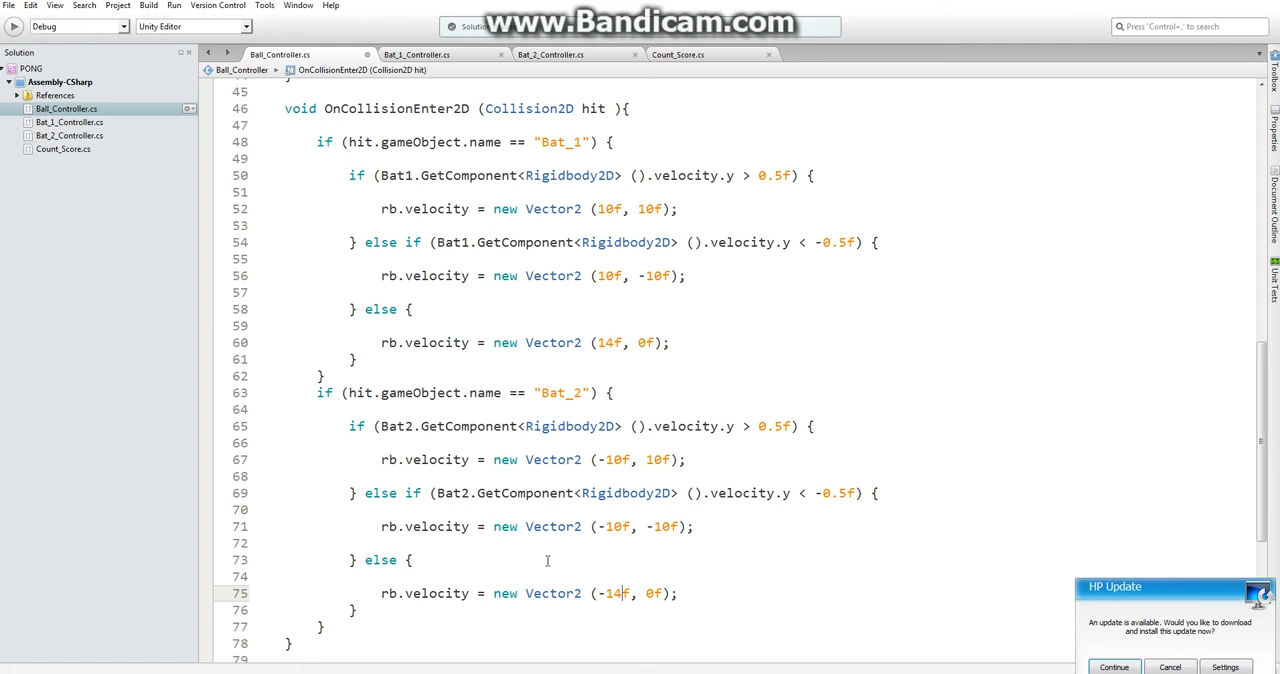 File Edit View Search Project Build Run Version Control Tools Window Help
www.Bandicam.com
Debug Unity Editor Solutio Press 'Control+,' to search
Solution
Ball_Controller.cs Bat_1_Controller.cs Bat_2_Controller.cs Count_Score.cs
PONG
Ball_Controller OnCollisionEnter2D (Collision2D hit)
Assembly-CSharp
References
Ball_Controller.cs
Bat_1_Controller.cs
Bat_2_Controller.cs
Count_Score.cs
Toolbox
Properties
Document Outline
Unit Tests
45
46 void OnCollisionEnter2D (Collision2D hit ){
47
48 if (hit.gameObject.name == "Bat_1") {
49
50 if (Bat1.GetComponent<Rigidbody2D> ().velocity.y > 0.5f) {
51
52 rb.velocity = new Vector2 (10f, 10f);
53
54 } else if (Bat1.GetComponent<Rigidbody2D> ().velocity.y < -0.5f) {
55
56 rb.velocity = new Vector2 (10f, -10f);
57
58 } else {
59
60 rb.velocity = new Vector2 (14f, 0f);
61 }
62 }
63 if (hit.gameObject.name == "Bat_2") {
64
65 if (Bat2.GetComponent<Rigidbody2D> ().velocity.y > 0.5f) {
66
67 rb.velocity = new Vector2 (-10f, 10f);
68
69 } else if (Bat2.GetComponent<Rigidbody2D> ().velocity.y < -0.5f) {
70
71 rb.velocity = new Vector2 (-10f, -10f);
72
73 } else {
74
75 rb.velocity = new Vector2 (-14f, 0f);
76 }
77 }
78 }
79
HP Update
An update is available. Would you like to download
and install this update now?
Continue Cancel Settings